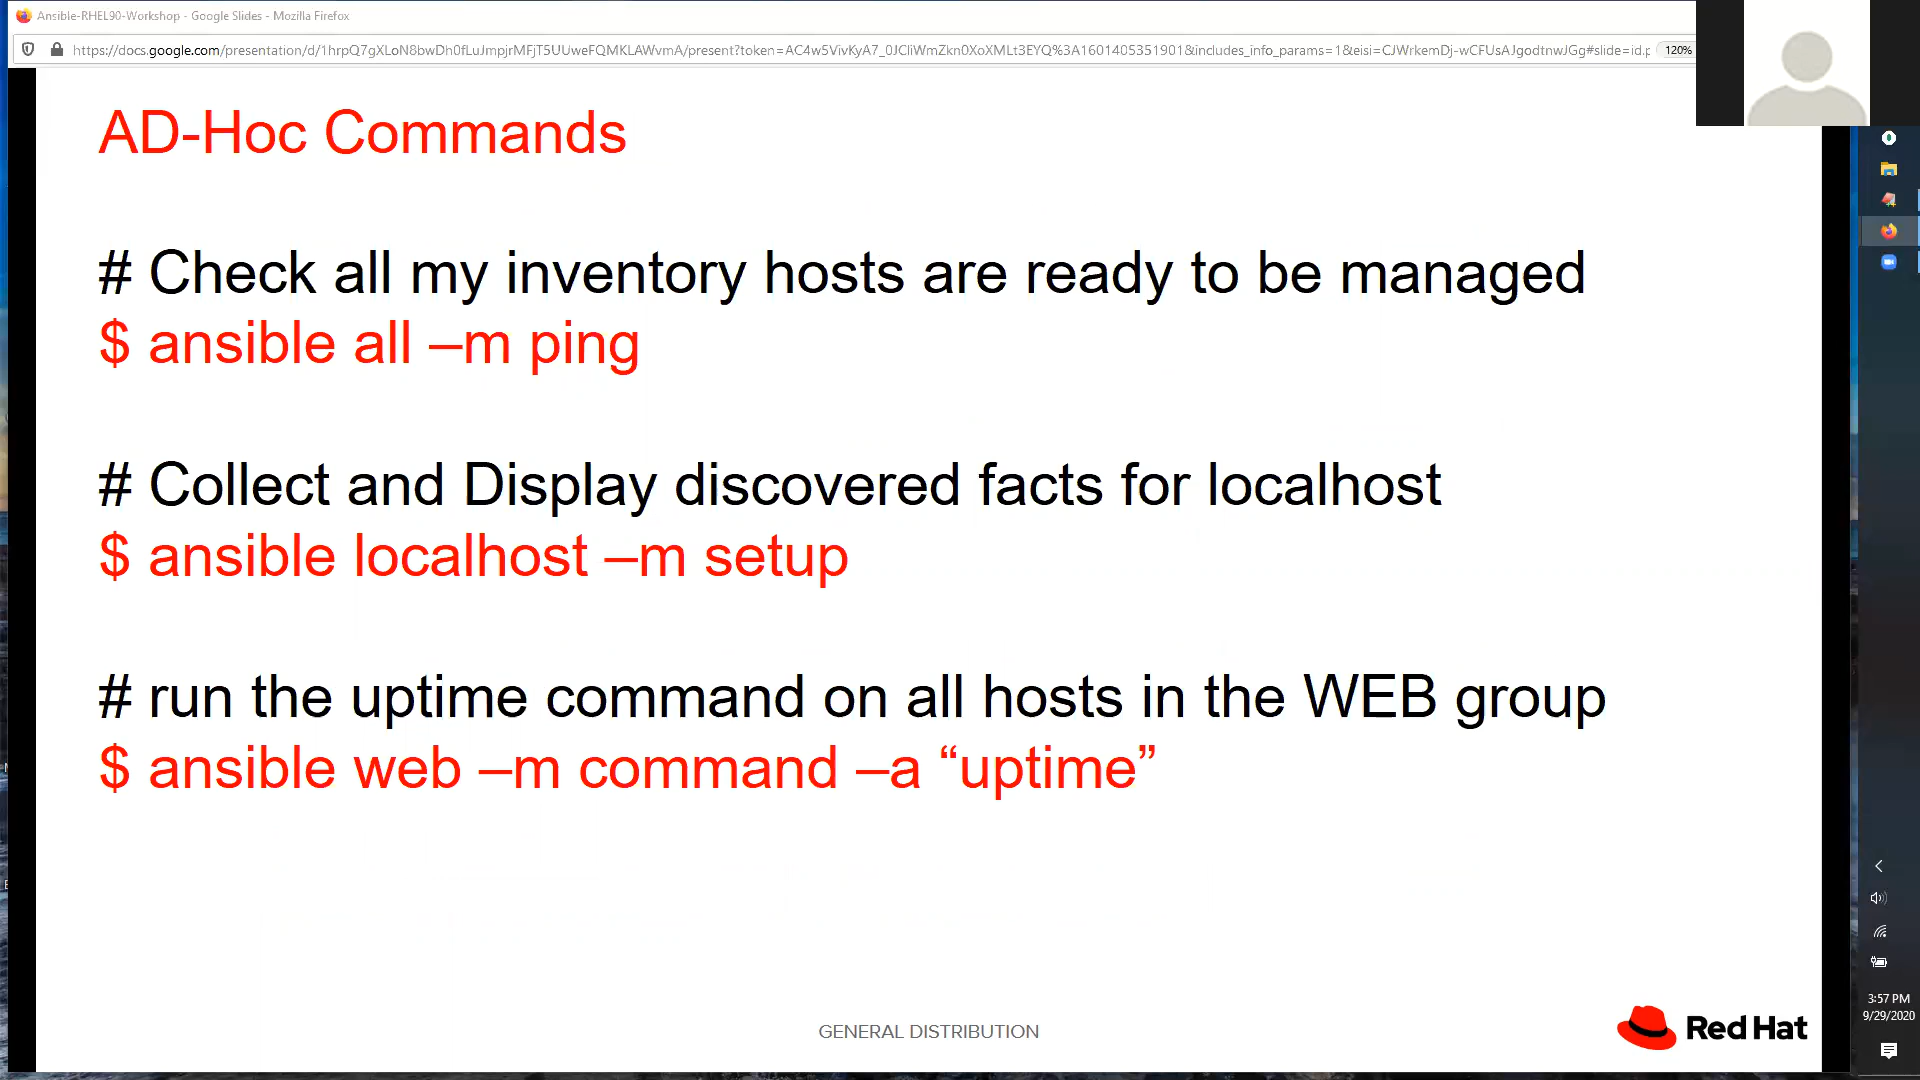 Ansible-RHEL90-Workshop - Google Slides - Mozilla Firefox
https://docs.google.com/presentation/d/1hrpQ7gXLoN8bwDh0fLuJmpjrMFjT5UUweFQMKLAWvmA/present?token=AC4w5VivKyA7_0JCliWmZkn0XoXMLt3EYQ%3A1601405351901&includes_info_params=1&eisi=CJWrkemDj-wCFUsAJgodtnwJGg#slide=id.p
120%
AD-Hoc Commands
# Check all my inventory hosts are ready to be managed
$ ansible all –m ping
# Collect and Display discovered facts for localhost
$ ansible localhost –m setup
# run the uptime command on all hosts in the WEB group
$ ansible web –m command –a “uptime”
GENERAL DISTRIBUTION
Red Hat
3:57 PM
9/29/2020